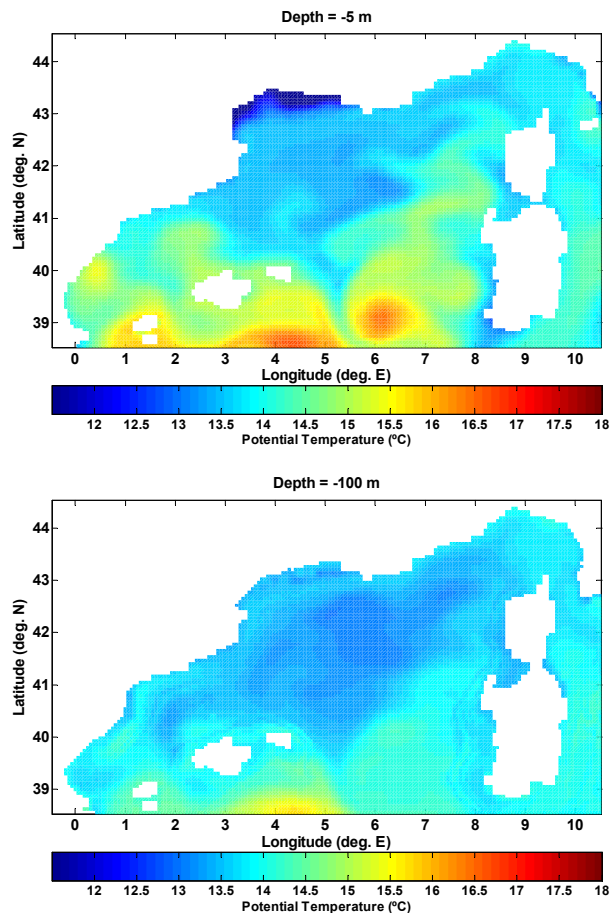 Depth = -5 m
44
43
42
41
40
39
Latitude (deg. N)
0 1 2 3 4 5 6 7 8 9 10
Longitude (deg. E)
12 12.5 13 13.5 14 14.5 15 15.5 16 16.5 17 17.5 18
Potential Temperature (ºC)
Depth = -100 m
44
43
42
41
40
39
Latitude (deg. N)
0 1 2 3 4 5 6 7 8 9 10
Longitude (deg. E)
12 12.5 13 13.5 14 14.5 15 15.5 16 16.5 17 17.5 18
Potential Temperature (ºC)